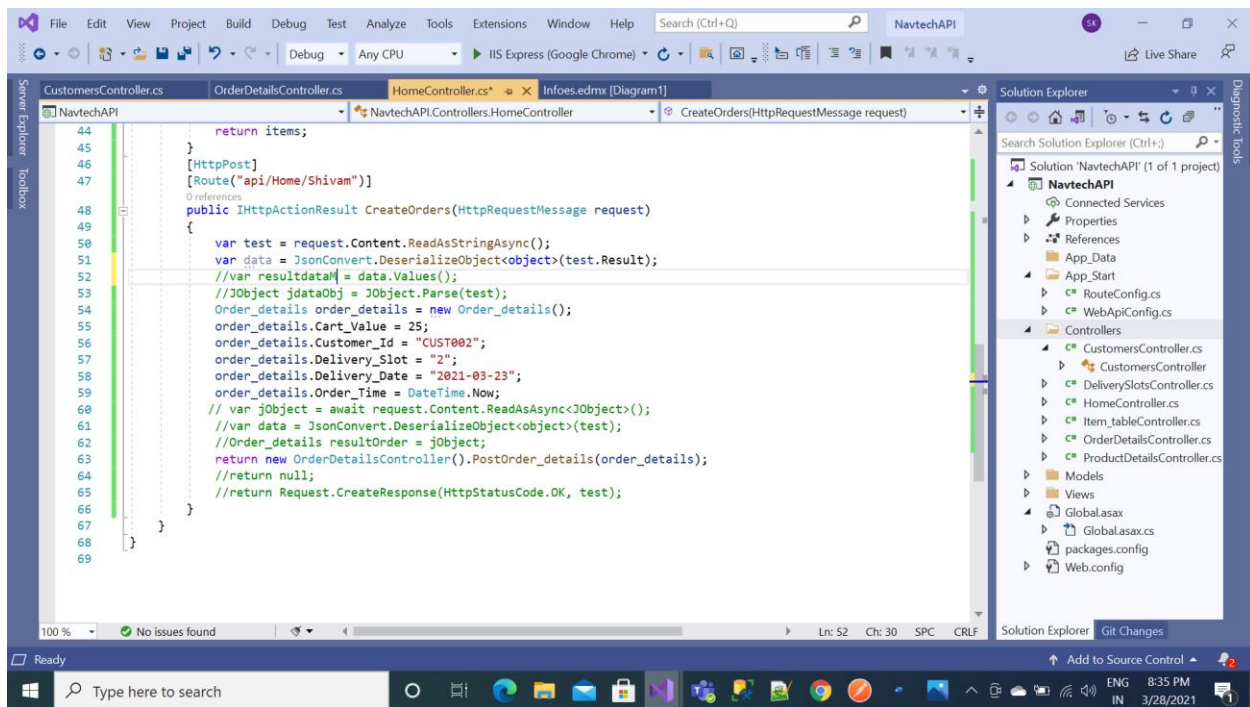 File Edit View Project Build Debug Test Analyze Tools Extensions Window Help Search (Ctrl+Q) NavtechAPI SK
Debug Any CPU IIS Express (Google Chrome) Live Share
Server Explorer
Toolbox
CustomersController.cs OrderDetailsController.cs HomeController.cs* Infoes.edmx [Diagram1]
NavtechAPI NavtechAPI.Controllers.HomeController CreateOrders(HttpRequestMessage request)
44 return items;
45 }
46 [HttpPost]
47 [Route("api/Home/Shivam")]
0 references
48 public IHttpActionResult CreateOrders(HttpRequestMessage request)
49 {
50 var test = request.Content.ReadAsStringAsync();
51 var data = JsonConvert.DeserializeObject<object>(test.Result);
52 //var resultdataM = data.Values();
53 //JObject jdataObj = JObject.Parse(test);
54 Order_details order_details = new Order_details();
55 order_details.Cart_Value = 25;
56 order_details.Customer_Id = "CUST002";
57 order_details.Delivery_Slot = "2";
58 order_details.Delivery_Date = "2021-03-23";
59 order_details.Order_Time = DateTime.Now;
60 // var jObject = await request.Content.ReadAsAsync<JObject>();
61 //var data = JsonConvert.DeserializeObject<object>(test);
62 //Order_details resultOrder = jObject;
63 return new OrderDetailsController().PostOrder_details(order_details);
64 //return null;
65 //return Request.CreateResponse(HttpStatusCode.OK, test);
66 }
67 }
68 }
69
100 % No issues found Ln: 52 Ch: 30 SPC CRLF
Solution Explorer
Search Solution Explorer (Ctrl+;)
Solution 'NavtechAPI' (1 of 1 project)
NavtechAPI
Connected Services
Properties
References
App_Data
App_Start
C# RouteConfig.cs
C# WebApiConfig.cs
Controllers
C# CustomersController.cs
CustomersController
C# DeliverySlotsController.cs
C# HomeController.cs
C# Item_tableController.cs
C# OrderDetailsController.cs
C# ProductDetailsController.cs
Models
Views
Global.asax
Global.asax.cs
packages.config
Web.config
Solution Explorer Git Changes
Diagnostic Tools
Ready Add to Source Control 2
Type here to search ENG IN 8:35 PM 3/28/2021 1